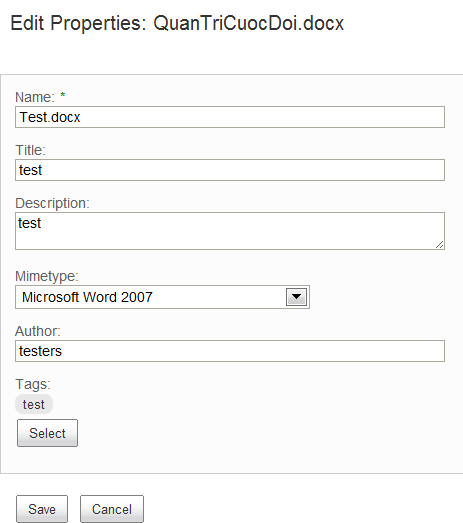 Edit Properties: QuanTriCuocDoi.docx
Name: *
Test.docx
Title:
test
Description:
test
Mimetype:
Microsoft Word 2007
Author:
testers
Tags:
test
Select
Save Cancel